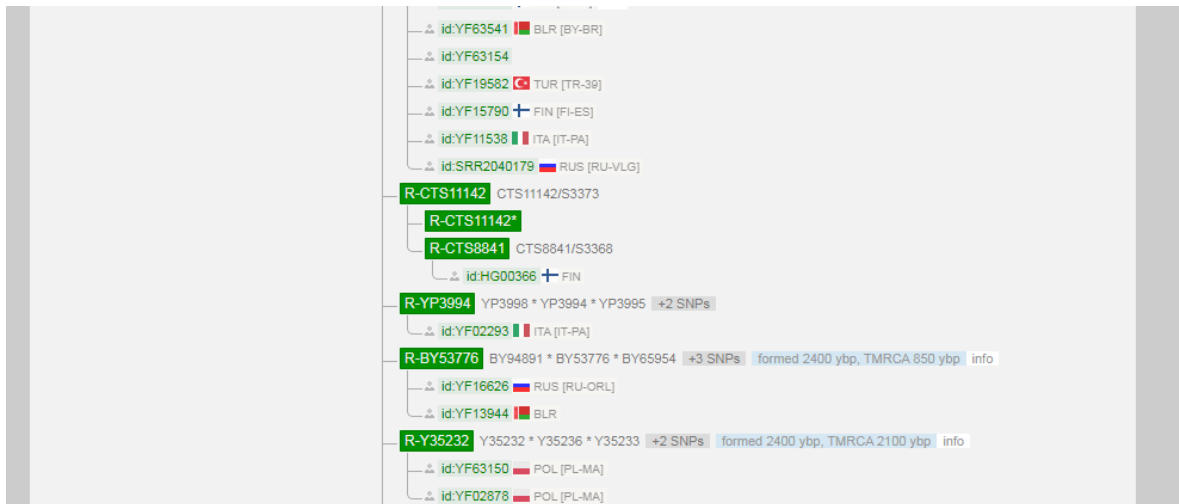 id:YF63541 BLR [BY-BR]
id:YF63154
id:YF19582 TUR [TR-39]
id:YF15790 FIN [FI-ES]
id:YF11538 ITA [IT-PA]
id:SRR2040179 RUS [RU-VLG]
R-CTS11142 CTS11142/S3373
R-CTS11142*
R-CTS8841 CTS8841/S3368
id:HG00366 FIN
R-YP3994 YP3998 * YP3994 * YP3995 +2 SNPs
id:YF02293 ITA [IT-PA]
R-BY53776 BY94891 * BY53776 * BY65954 +3 SNPs formed 2400 ybp, TMRCA 850 ybp info
id:YF16626 RUS [RU-ORL]
id:YF13944 BLR
R-Y35232 Y35232 * Y35236 * Y35233 +2 SNPs formed 2400 ybp, TMRCA 2100 ybp info
id:YF63150 POL [PL-MA]
id:YF02878 POL [PL-MA]